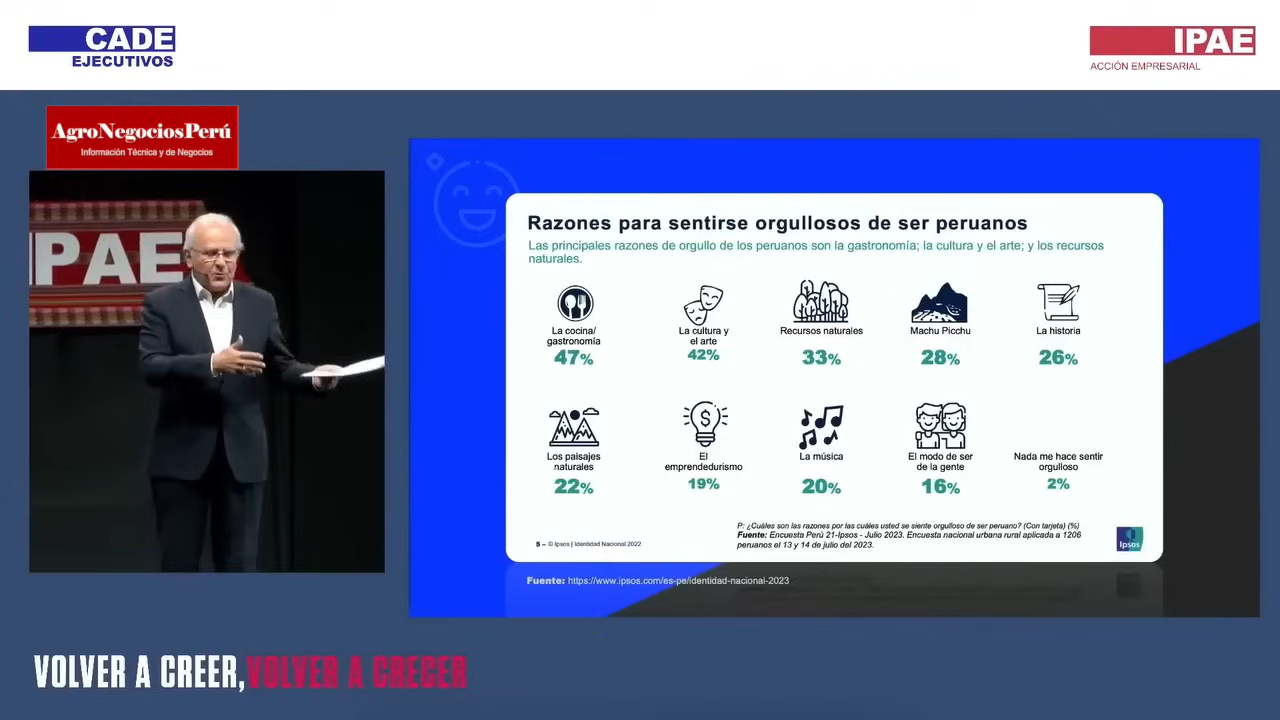 CADE
EJECUTIVOS
IPAE
ACCIÓN EMPRESARIAL
AgroNegociosPerú
Información Técnica y de Negocios
IPAE
Razones para sentirse orgullosos de ser peruanos
Las principales razones de orgullo de los peruanos son la gastronomía; la cultura y el arte; y los recursos
naturales.
La cocina/
gastronomía
47%
La cultura y
el arte
42%
Recursos naturales
33%
Machu Picchu
28%
La historia
26%
Los paisajes
naturales
22%
El
emprendedurismo
19%
La música
20%
El modo de ser
de la gente
16%
Nada me hace sentir
orgulloso
2%
P: ¿Cuáles son las razones por las cuáles usted se siente orgulloso de ser peruano? (Con tarjeta) (%)
Fuente: Encuesta Perú 21-Ipsos - Julio 2023. Encuesta nacional urbana rural aplicada a 1206
peruanos el 13 y 14 de julio del 2023.
5 – © Ipsos | Identidad Nacional 2022
Ipsos
Fuente: https://www.ipsos.com/es-pe/identidad-nacional-2023
VOLVER A CREER, VOLVER A CRECER